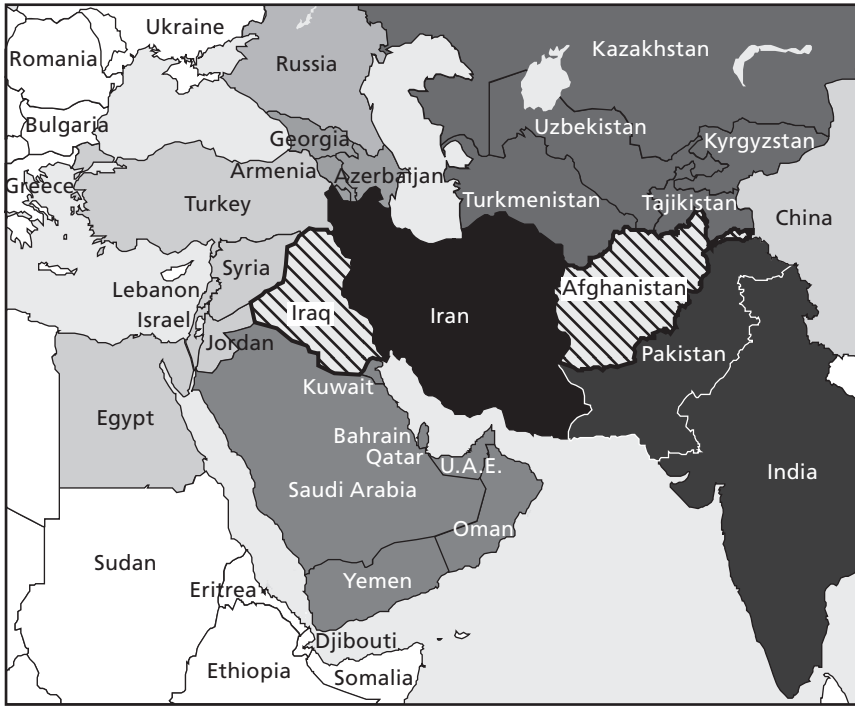 Ukraine
Romania
Kazakhstan
Russia
Bulgaria
Uzbekistan
Georgia
Kyrgyzstan
Armenia
Azerbaijan
Greece
Turkey
Turkmenistan
Tajikistan
China
Syria
Lebanon
Afghanistan
Israel
Iraq
Iran
Jordan
Pakistan
Kuwait
Egypt
Bahrain
Qatar
U.A.E.
India
Saudi Arabia
Oman
Sudan
Yemen
Eritrea
Djibouti
Ethiopia
Somalia